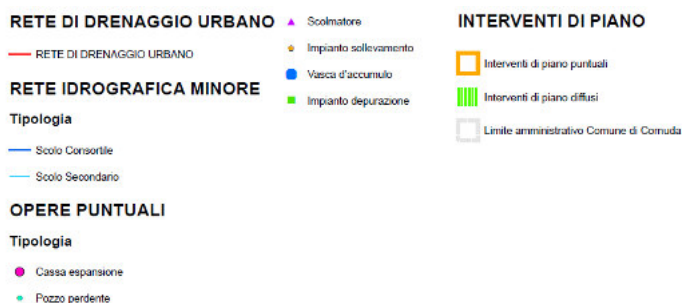 RETE DI DRENAGGIO URBANO
RETE DI DRENAGGIO URBANO
RETE IDROGRAFICA MINORE
Tipologia
Scolo Consortile
Scolo Secondario
OPERE PUNTUALI
Tipologia
Cassa espansione
Pozzo perdente
Scolmatore
Impianto sollevamento
Vasca d'accumulo
Impianto depurazione
INTERVENTI DI PIANO
Interventi di piano puntuali
Interventi di piano diffusi
Limite amministrativo Comune di Cornuda